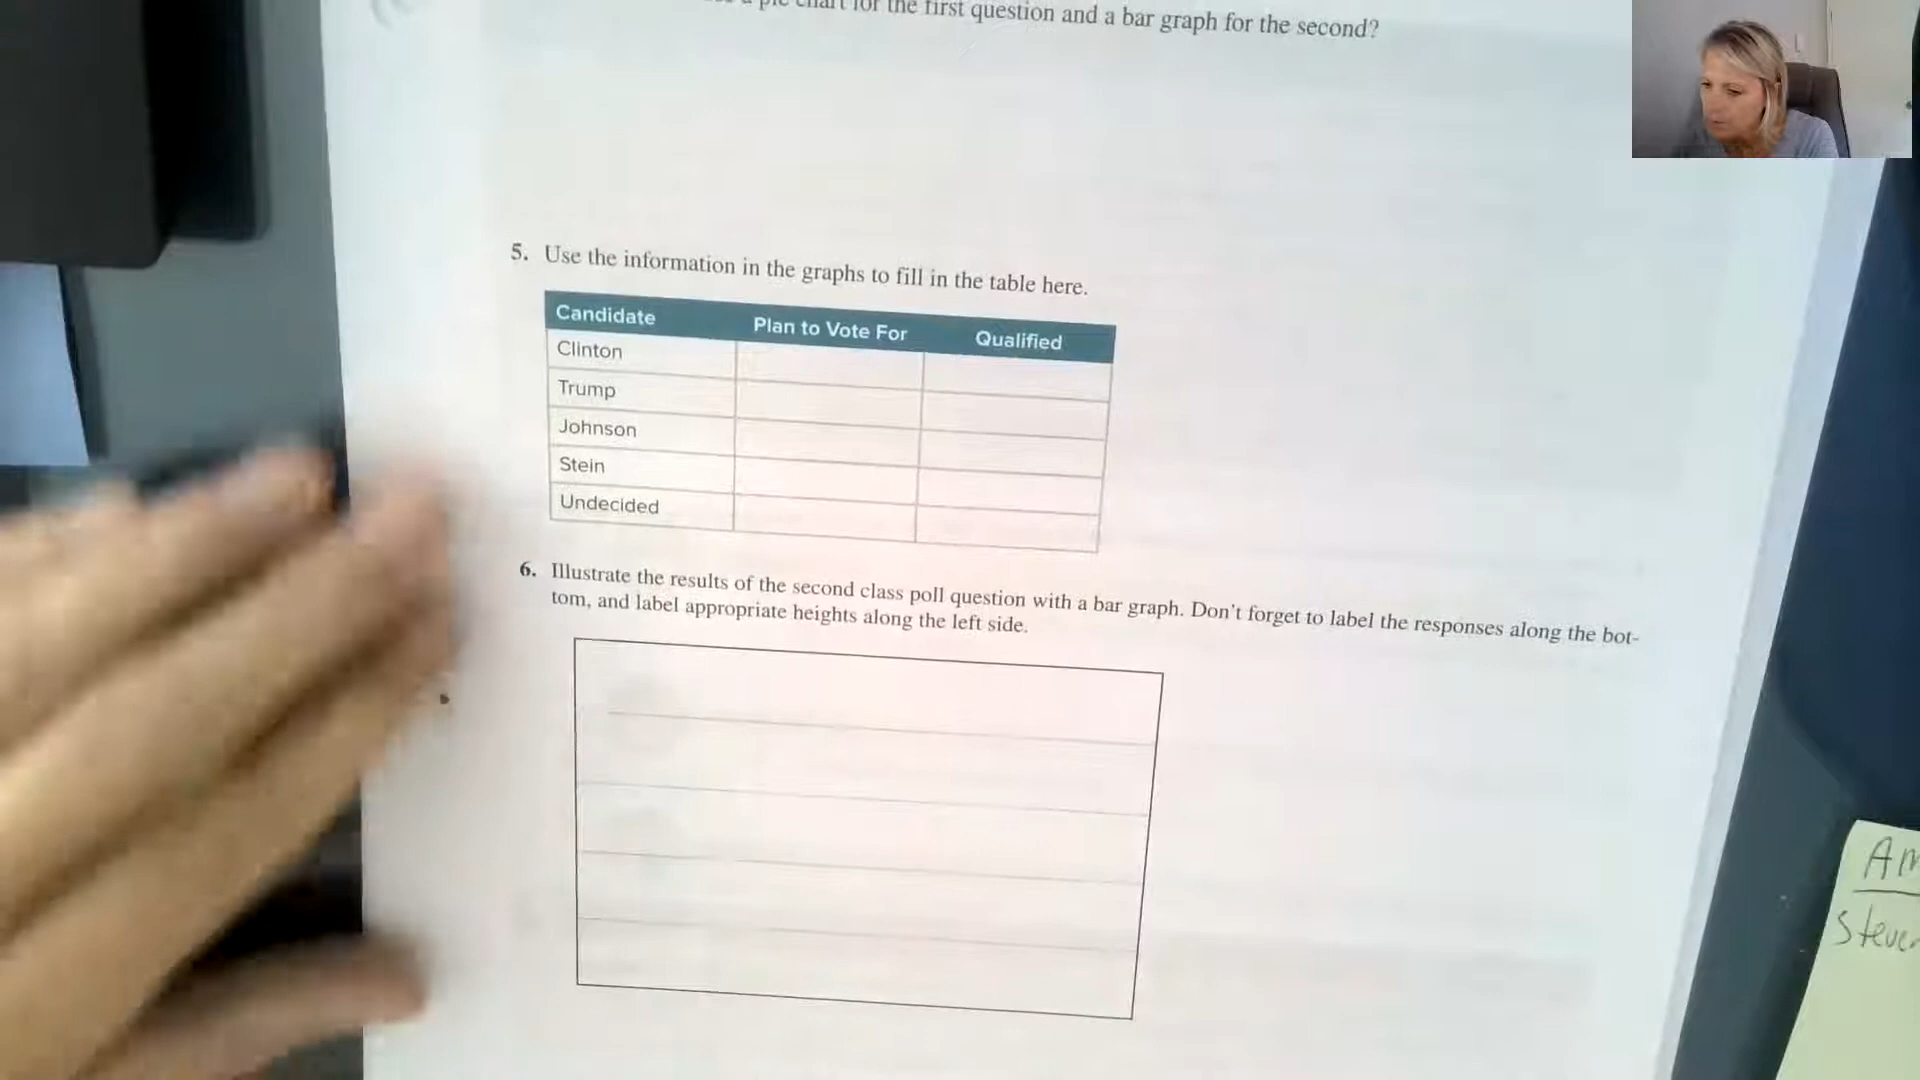 chart for the first question and a bar graph for the second?
5. Use the information in the graphs to fill in the table here.
Candidate Plan to Vote For Qualified
Clinton
Trump
Johnson
Stein
Undecided
6. Illustrate the results of the second class poll question with a bar graph. Don't forget to label the responses along the bot-
tom, and label appropriate heights along the left side.